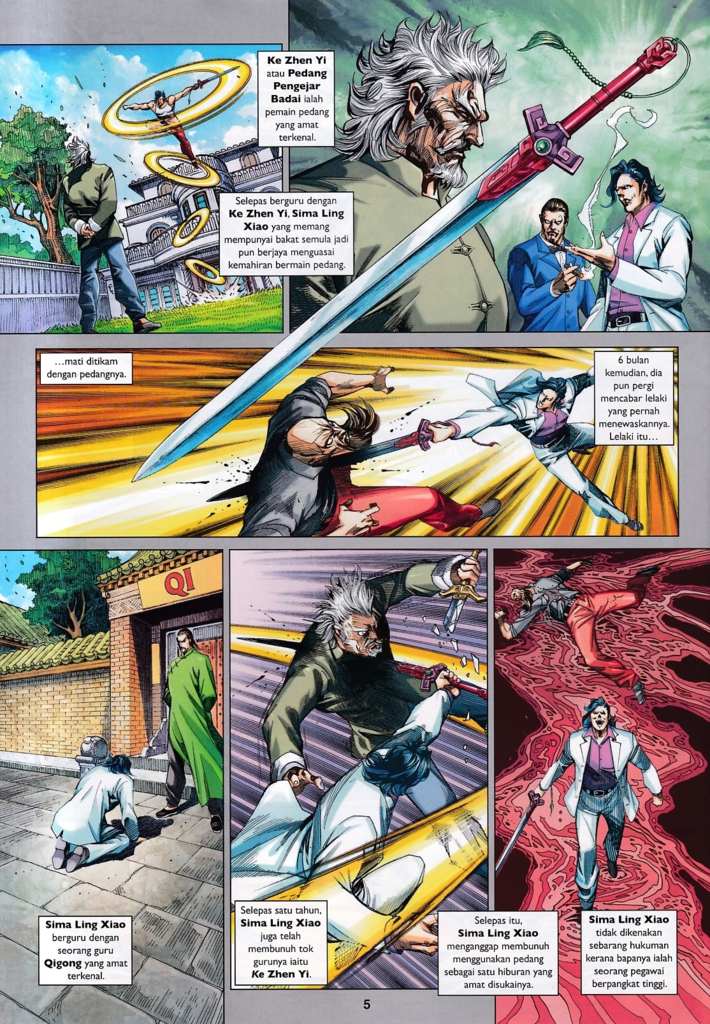 Ke Zhen Yi
atau Pedang
Pengejar
Badai ialah
pemain pedang
yang amat
terkenal.
Selepas berguru dengan
Ke Zhen Yi, Sima Ling
Xiao yang memang
mempunyai bakat semula jadi
pun berjaya menguasai
kemahiran bermain pedang.
6 bulan
kemudian, dia
pun pergi
mencabar lelaki
yang pernah
menewaskannya.
Lelaki itu...
...mati ditikam
dengan pedangnya.
QI
Sima Ling Xiao
berguru dengan
seorang guru
Qigong yang amat
terkenal.
Selepas satu tahun,
Sima Ling Xiao
juga telah
membunuh tok
gurunya iaitu
Ke Zhen Yi.
Selepas itu,
Sima Ling Xiao
menganggap membunuh
menggunakan pedang
sebagai satu hiburan yang
amat disukainya.
Sima Ling Xiao
tidak dikenakan
sebarang hukuman
kerana bapanya ialah
seorang pegawai
berpangkat tinggi.
5